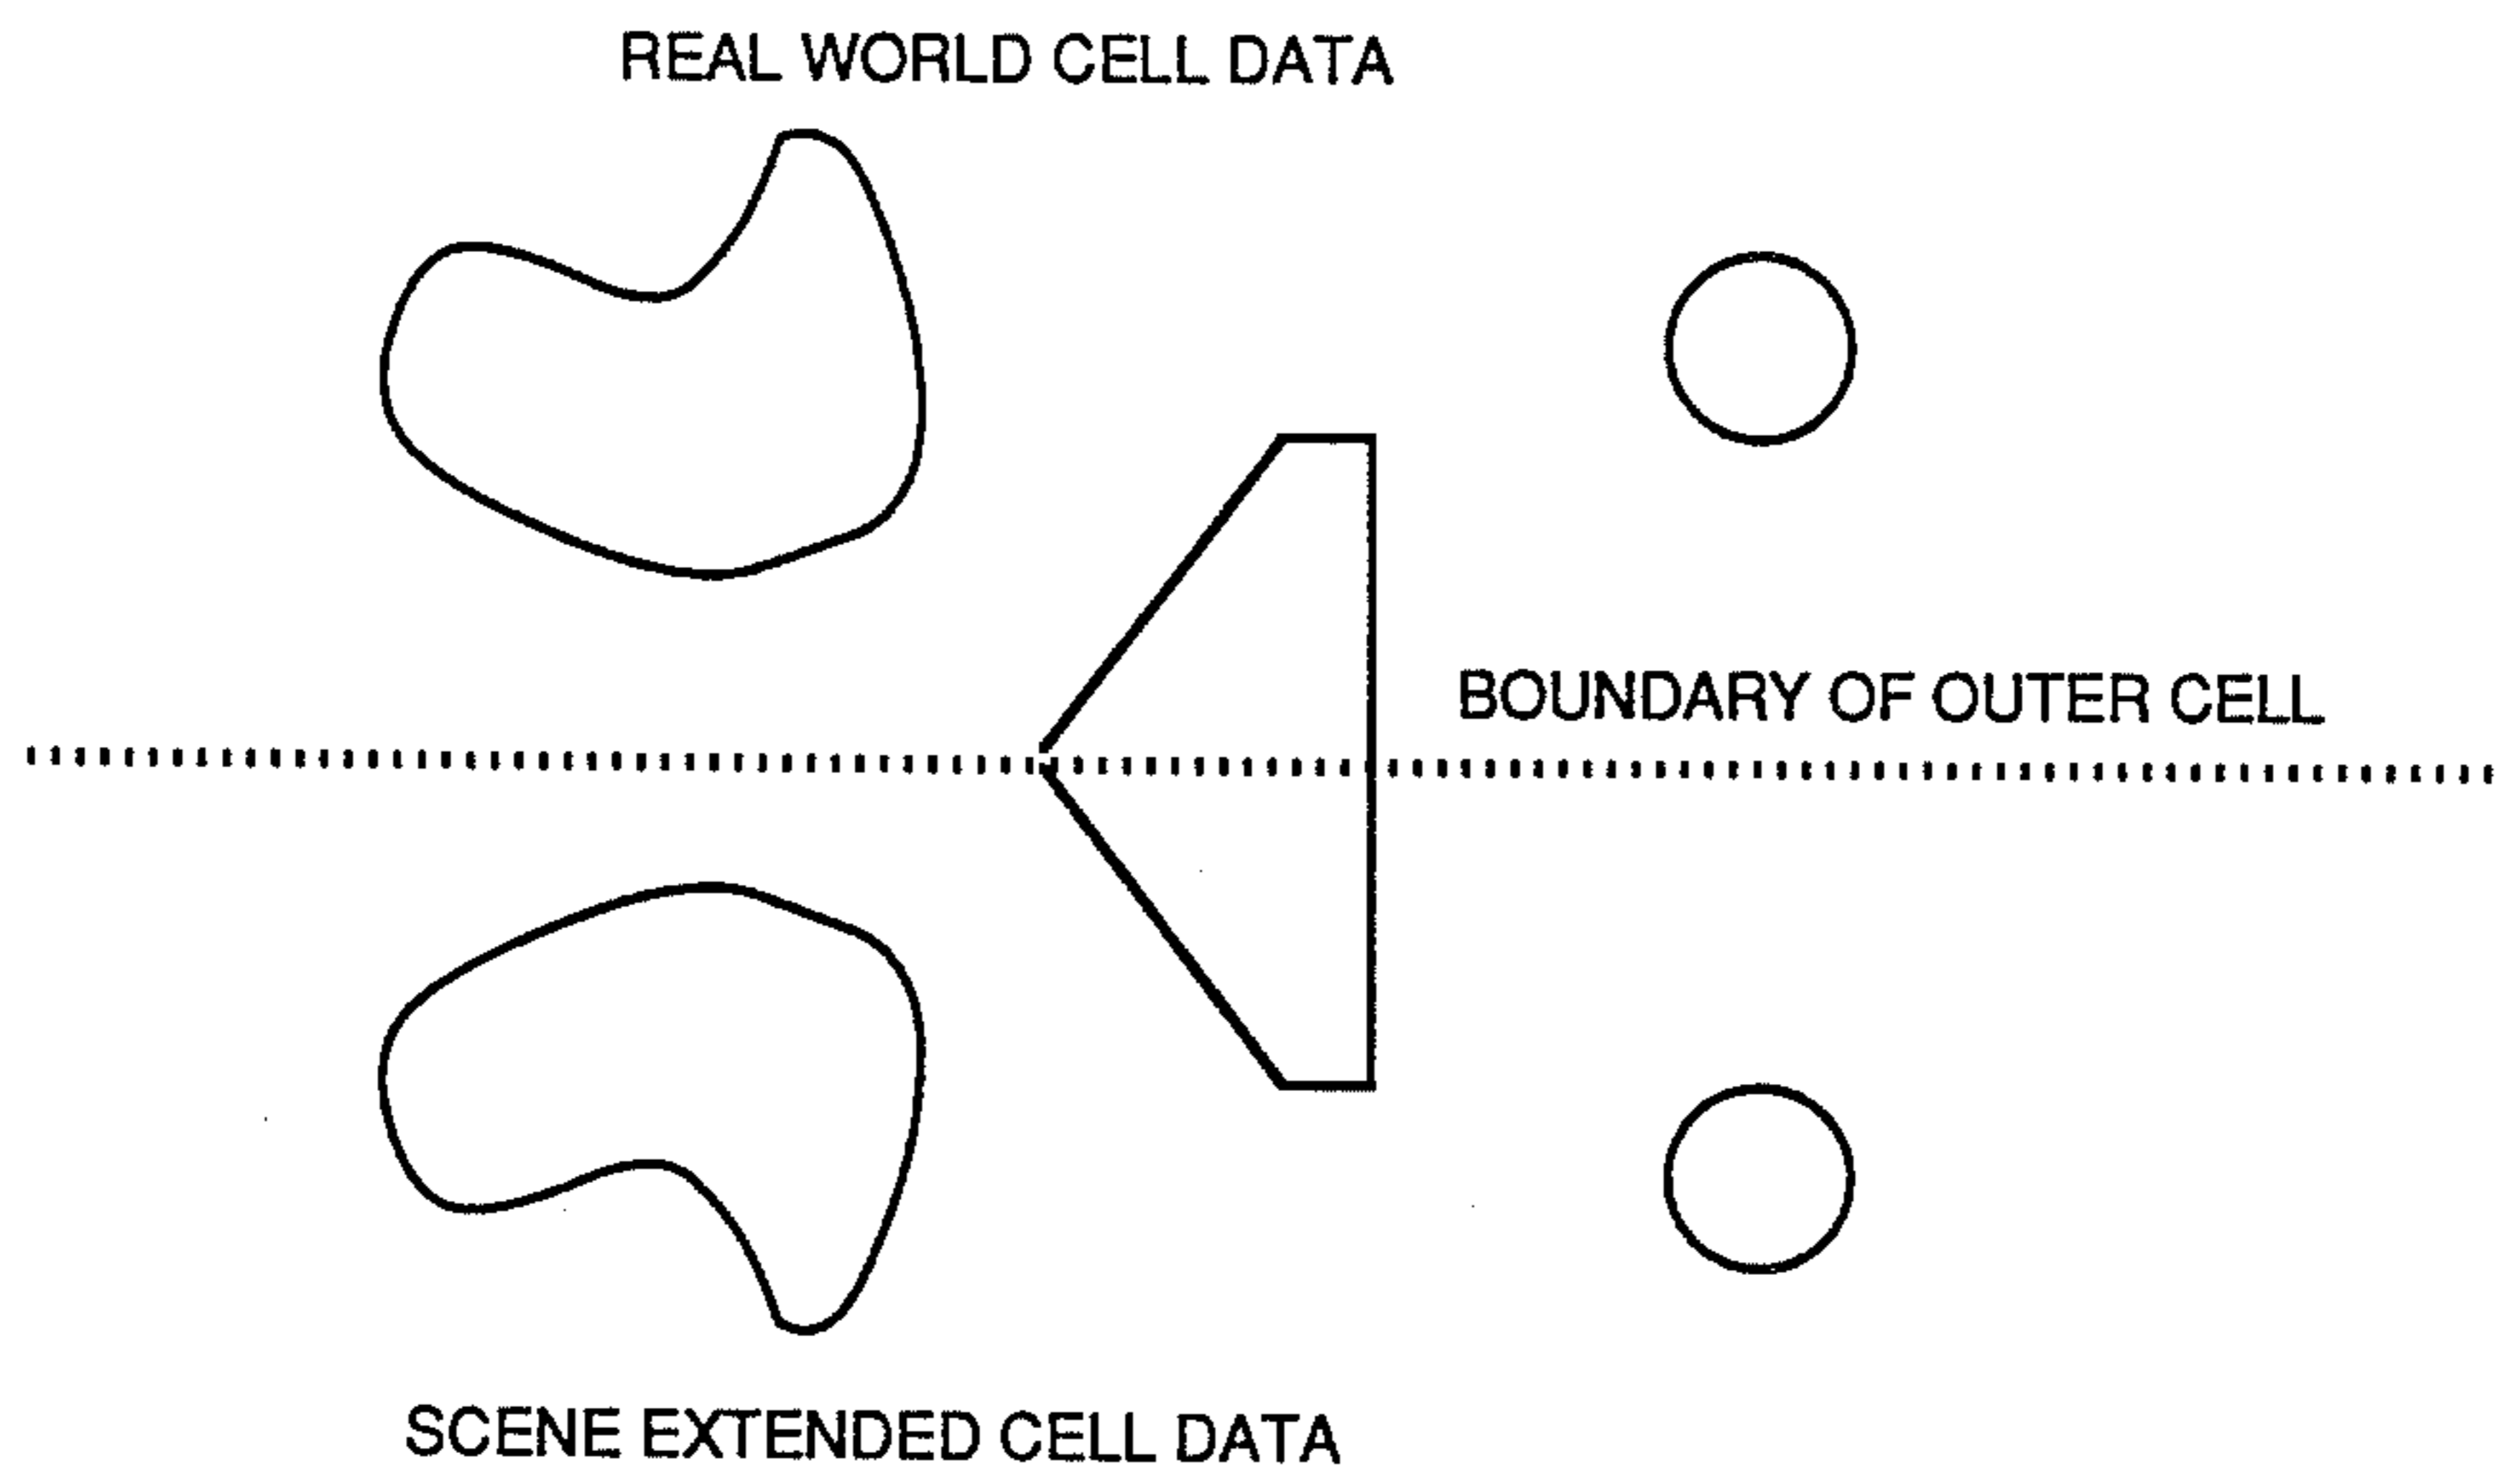 REAL WORLD CELL DATA
BOUNDARY OF OUTER CELL
SCENE EXTENDED CELL DATA